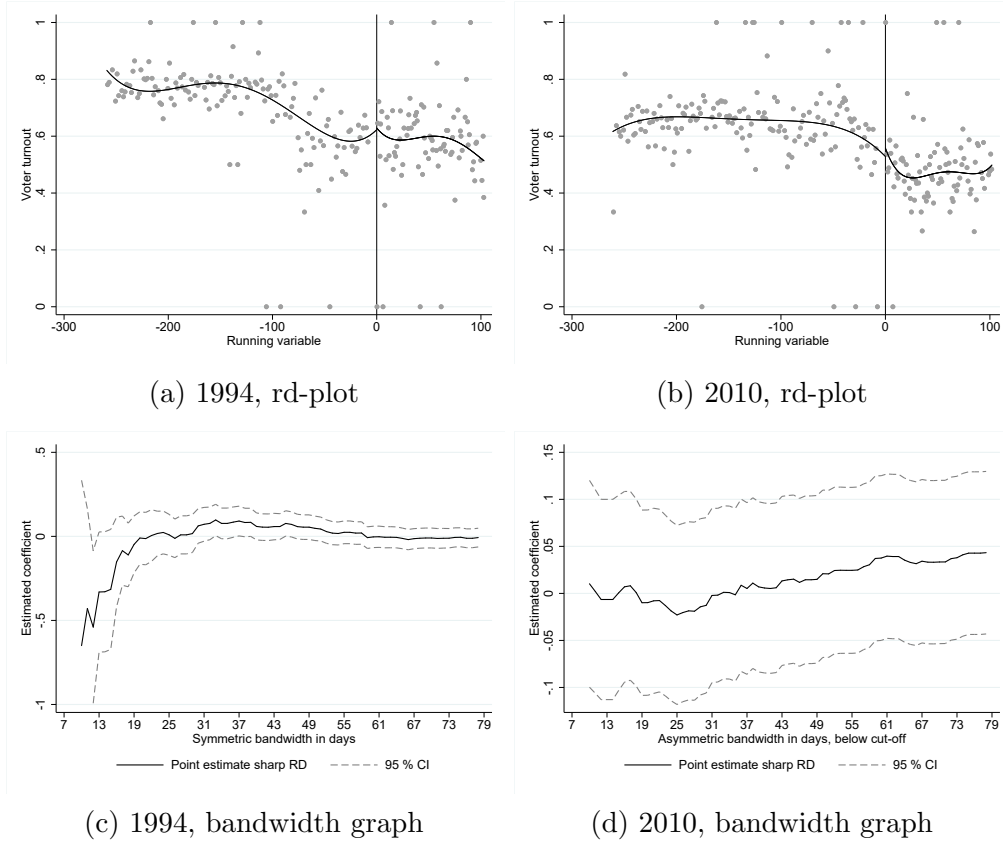 1
.8
.6
.4
.2
0
Voter turnout
-300 -200 -100 0 100
Running variable
(a) 1994, rd-plot
1
.8
.6
.4
.2
0
Voter turnout
-300 -200 -100 0 100
Running variable
(b) 2010, rd-plot
.5
0
-.5
-1
Estimated coefficient
7 13 19 25 31 37 43 49 55 61 67 73 79
Symmetric bandwidth in days
Point estimate sharp RD 95 % CI
(c) 1994, bandwidth graph
.15
.1
.05
0
-.05
-.1
Estimated coefficient
7 13 19 25 31 37 43 49 55 61 67 73 79
Asymmetric bandwidth in days, below cut-off
Point estimate sharp RD 95 % CI
(d) 2010, bandwidth graph